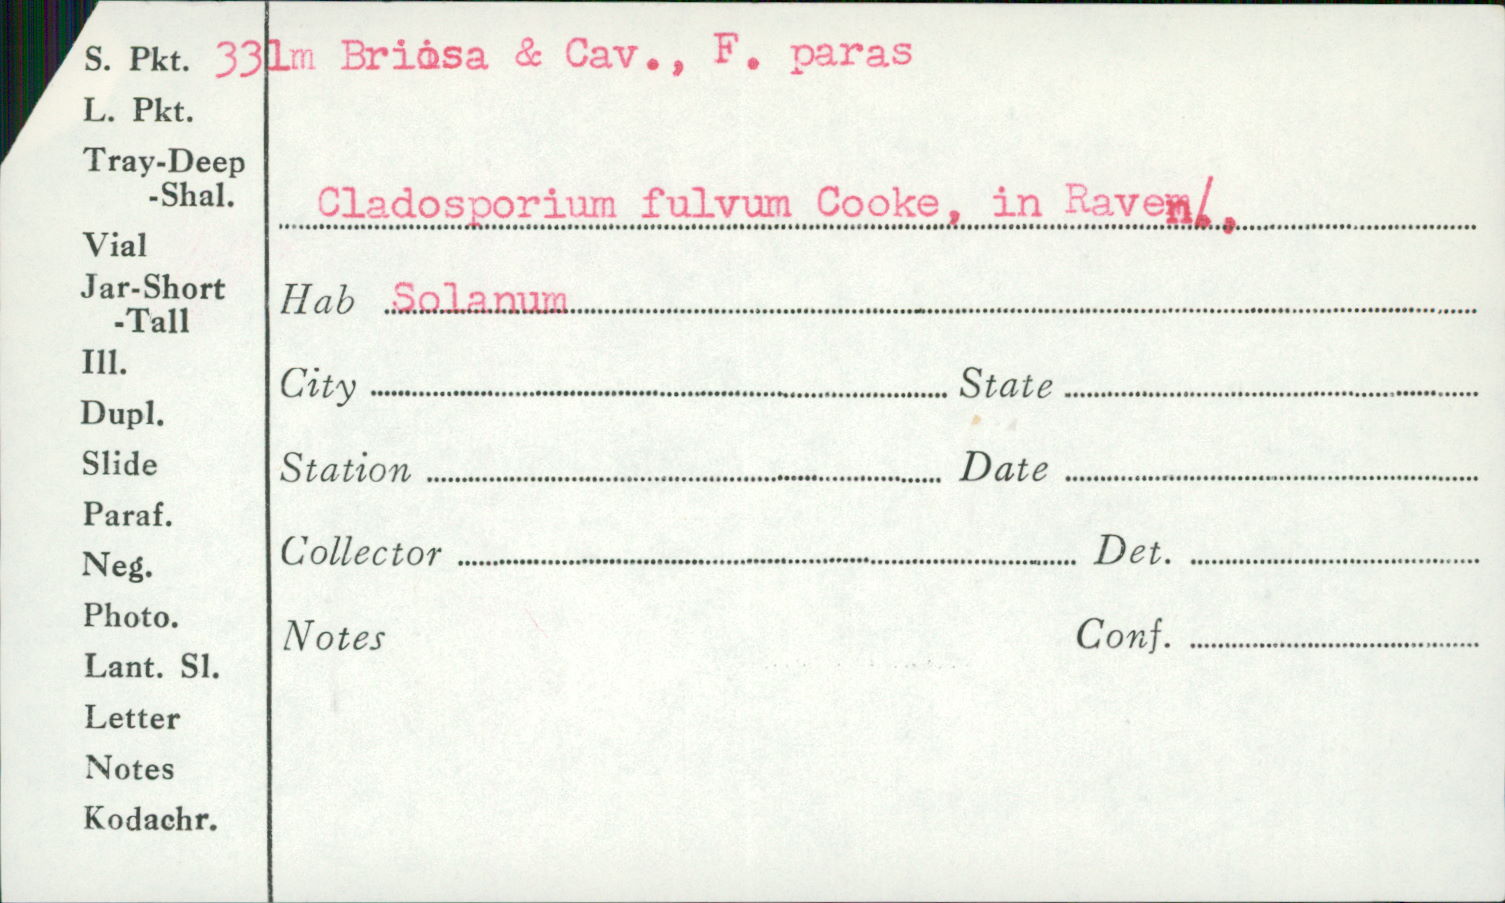 S. Pkt. 331m Briosa & Cav., F. paras
L. Pkt.
Tray-Deep
-Shal.
Cladosporium fulvum Cooke, in Raven/.,
Vial
Jar-Short
-Tall
Hab Solanum
Ill.
City State
Dupl.
Slide
Station Date
Paraf.
Neg.
Collector Det.
Photo.
Notes Conf.
Lant. Sl.
Letter
Notes
Kodachr.